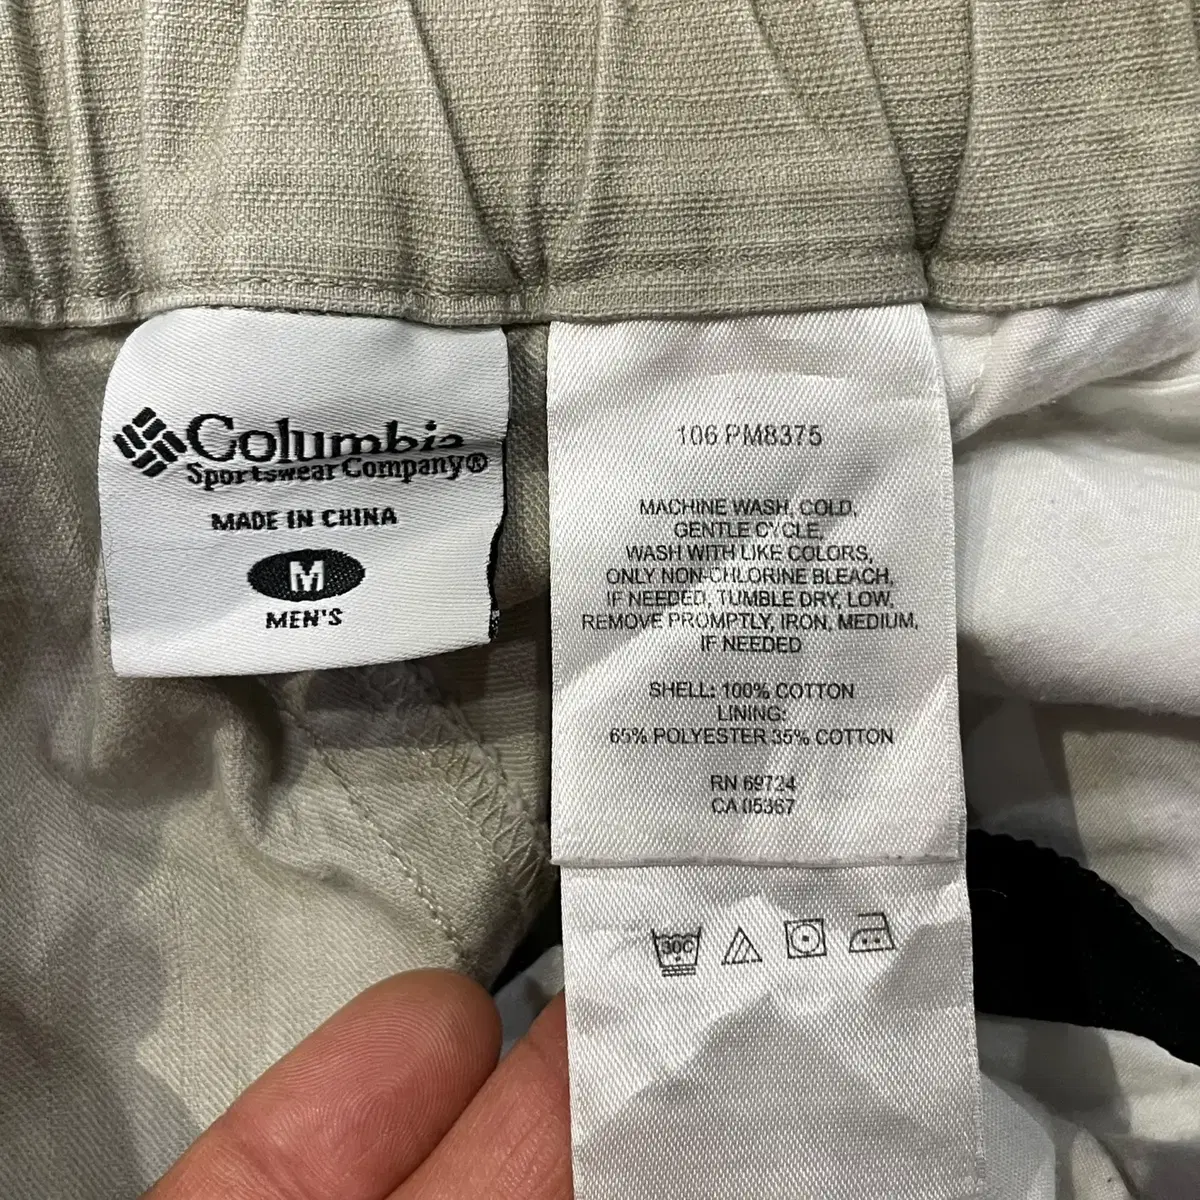 Columbia
Sportswear Company®
MADE IN CHINA
M
MEN'S
106 PM8375
MACHINE WASH, COLD,
GENTLE CYCLE,
WASH WITH LIKE COLORS,
ONLY NON-CHLORINE BLEACH,
IF NEEDED, TUMBLE DRY, LOW,
REMOVE PROMPTLY, IRON, MEDIUM,
IF NEEDED
SHELL: 100% COTTON
LINING:
65% POLYESTER 35% COTTON
RN 69724
CA 05367
30C